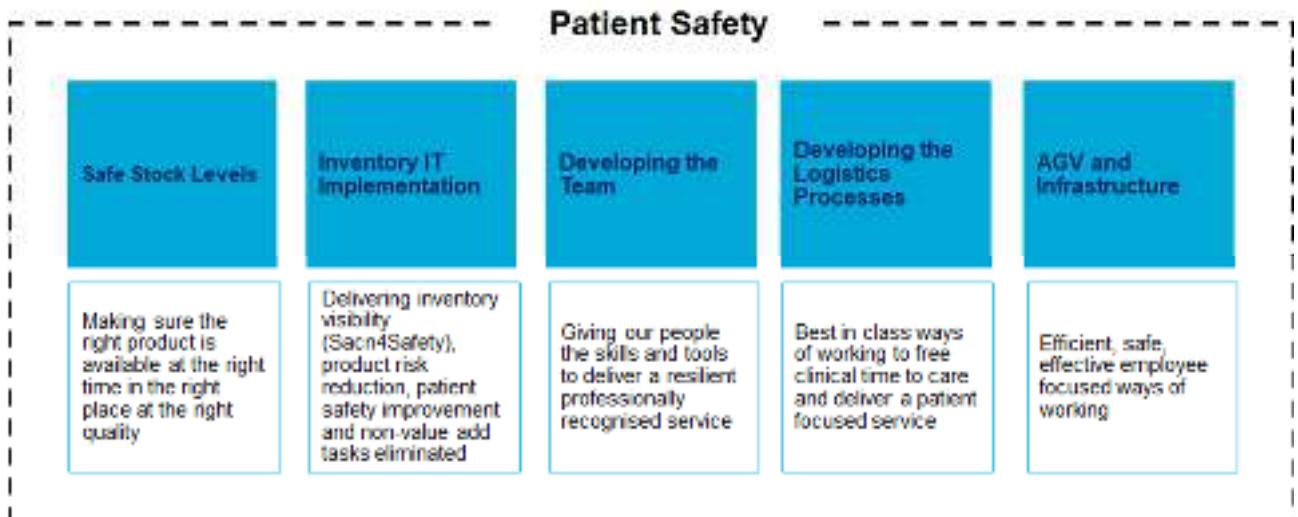 Patient Safety
Safe Stock Levels
Inventory IT
Implementation
Developing the
Team
Developing the
Logistics
Processes
AGV and
Infrastructure
Making sure the
right product is
available at the right
time in the right
place at the right
quality
Delivering inventory
visibility
(Sacn4Safety),
product risk
reduction, patient
safety improvement
and non-value add
tasks eliminated
Giving our people
the skills and tools
to deliver a resilient
professionally
recognised service
Best in class ways
of working to free
clinical time to care
and deliver a patient
focused service
Efficient, safe,
effective employee
focused ways of
working